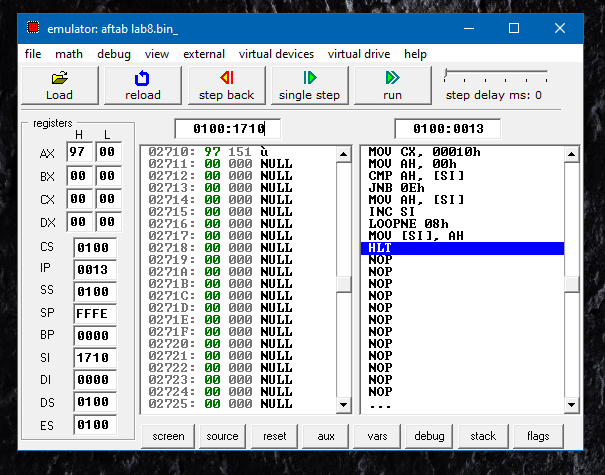 emulator: aftab lab8.bin_
file math debug view external virtual devices virtual drive help
Load reload step back single step run step delay ms: 0
registers
H L
AX 97 00
BX 00 00
CX 00 00
DX 00 00
CS 0100
IP 0013
SS 0100
SP FFFE
BP 0000
SI 1710
DI 0000
DS 0100
ES 0100
0100:1710
02710: 97 151 ù
02711: 00 000 NULL
02712: 00 000 NULL
02713: 00 000 NULL
02714: 00 000 NULL
02715: 00 000 NULL
02716: 00 000 NULL
02717: 00 000 NULL
02718: 00 000 NULL
02719: 00 000 NULL
0271A: 00 000 NULL
0271B: 00 000 NULL
0271C: 00 000 NULL
0271D: 00 000 NULL
0271E: 00 000 NULL
0271F: 00 000 NULL
02720: 00 000 NULL
02721: 00 000 NULL
02722: 00 000 NULL
02723: 00 000 NULL
02724: 00 000 NULL
02725: 00 000 NULL
0100:0013
MOV CX, 00010h
MOV AH, 00h
CMP AH, [SI]
JNB 0Eh
MOV AH, [SI]
INC SI
LOOPNE 08h
MOV [SI], AH
HLT
NOP
NOP
NOP
NOP
NOP
NOP
NOP
NOP
NOP
NOP
NOP
NOP
...
screen source reset aux vars debug stack flags